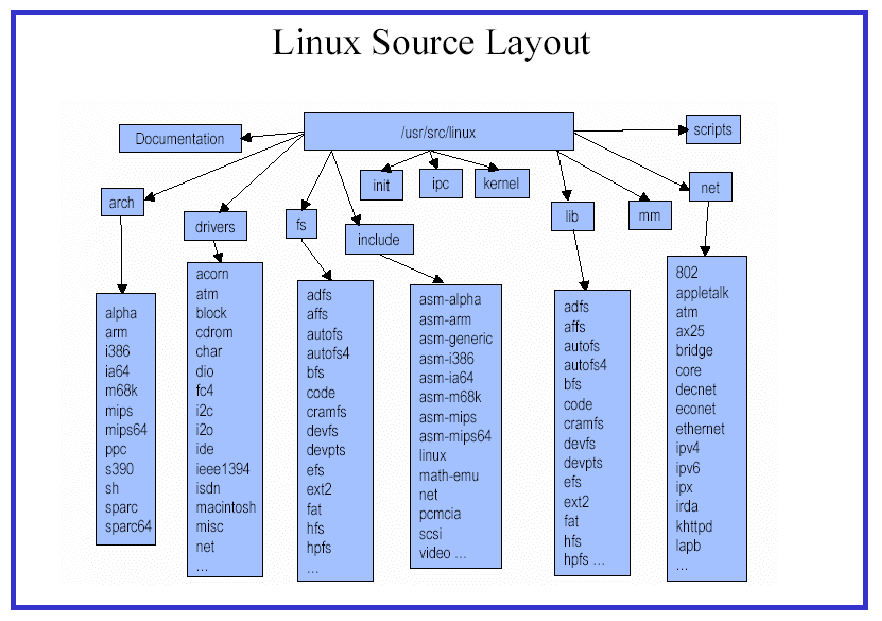 Linux Source Layout
/usr/src/linux
Documentation
scripts
init
ipc
kernel
arch
drivers
fs
include
lib
mm
net
alpha
arm
i386
ia64
m68k
mips
mips64
ppc
s390
sh
sparc
sparc64
acorn
atm
block
cdrom
char
dio
fc4
i2c
i2o
ide
ieee1394
isdn
macintosh
misc
net
...
adfs
affs
autofs
autofs4
bfs
code
cramfs
devfs
devpts
efs
ext2
fat
hfs
hpfs
...
asm-alpha
asm-arm
asm-generic
asm-i386
asm-ia64
asm-m68k
asm-mips
asm-mips64
linux
math-emu
net
pcmcia
scsi
video ...
adfs
affs
autofs
autofs4
bfs
code
cramfs
devfs
devpts
efs
ext2
fat
hfs
hpfs ...
802
appletalk
atm
ax25
bridge
core
decnet
econet
ethernet
ipv4
ipv6
ipx
irda
khttpd
lapb
...